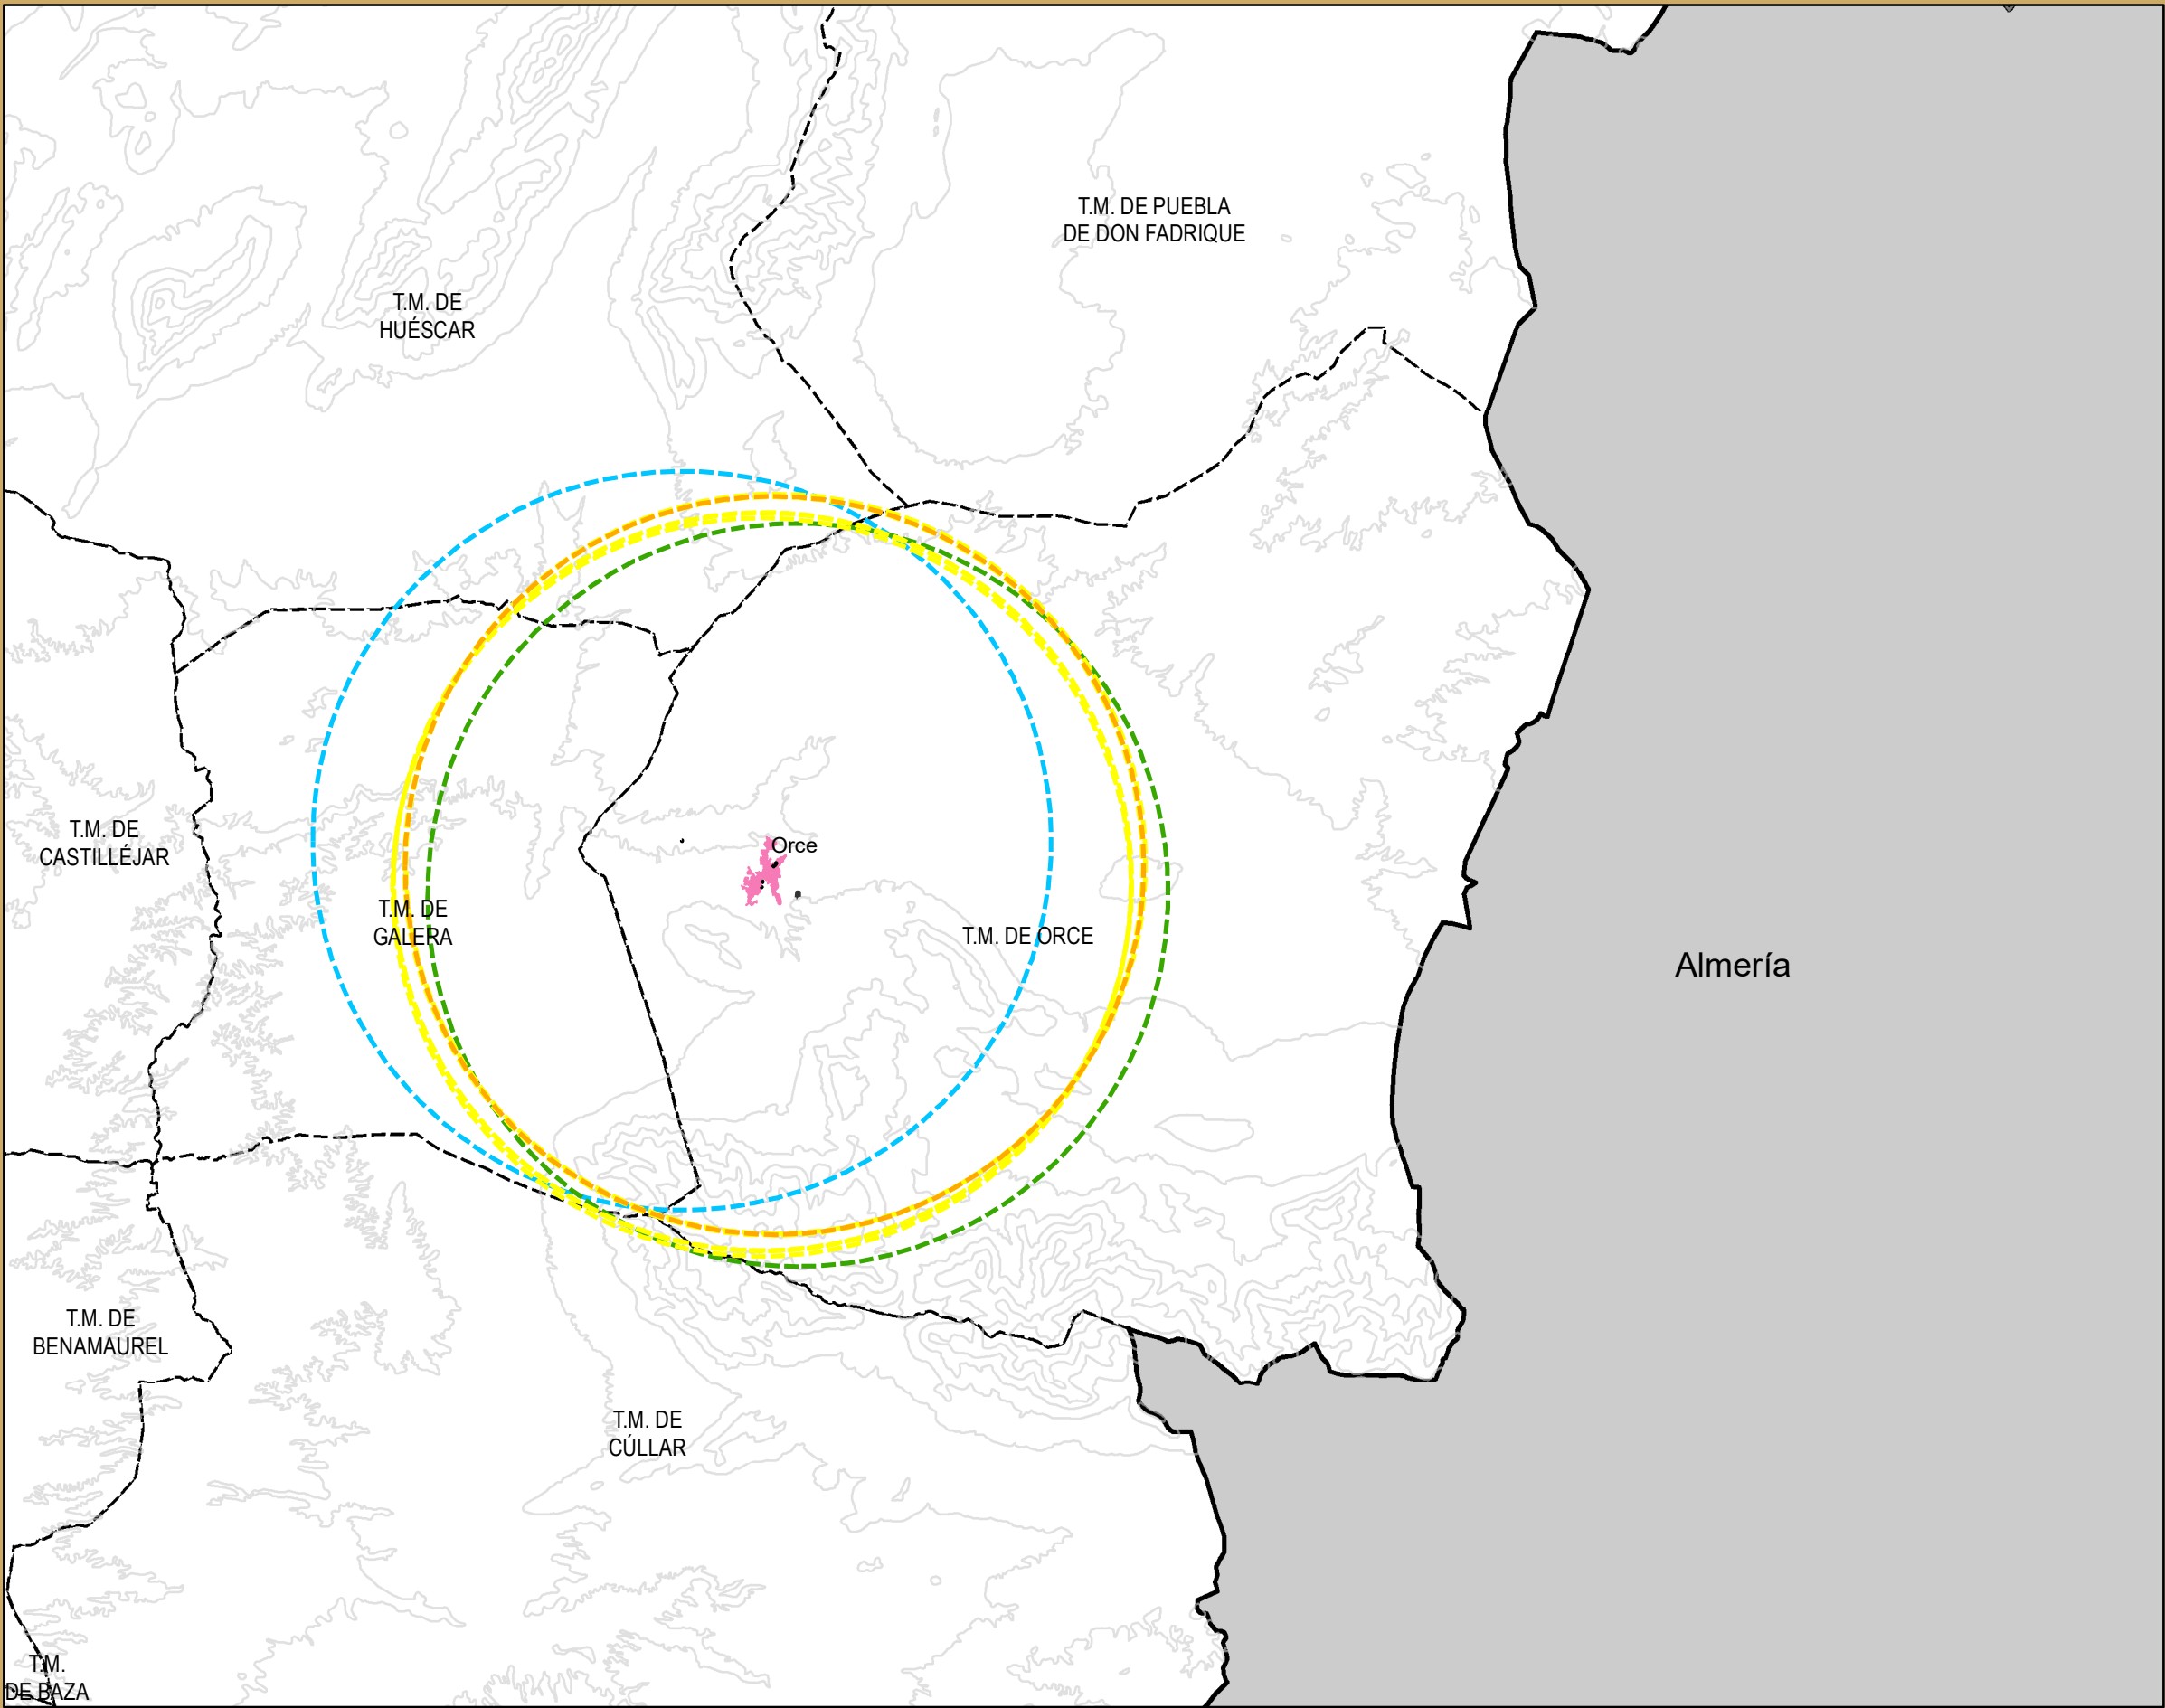 T.M. DE PUEBLA
DE DON FADRIQUE
T.M. DE
HUÉSCAR
T.M. DE
CASTILLÉJAR
Orce
T.M. DE
GALERA
T.M. DE ORCE
Almería
T.M. DE
BENAMAUREL
T.M. DE
CÚLLAR
T.M.
DE BAZA